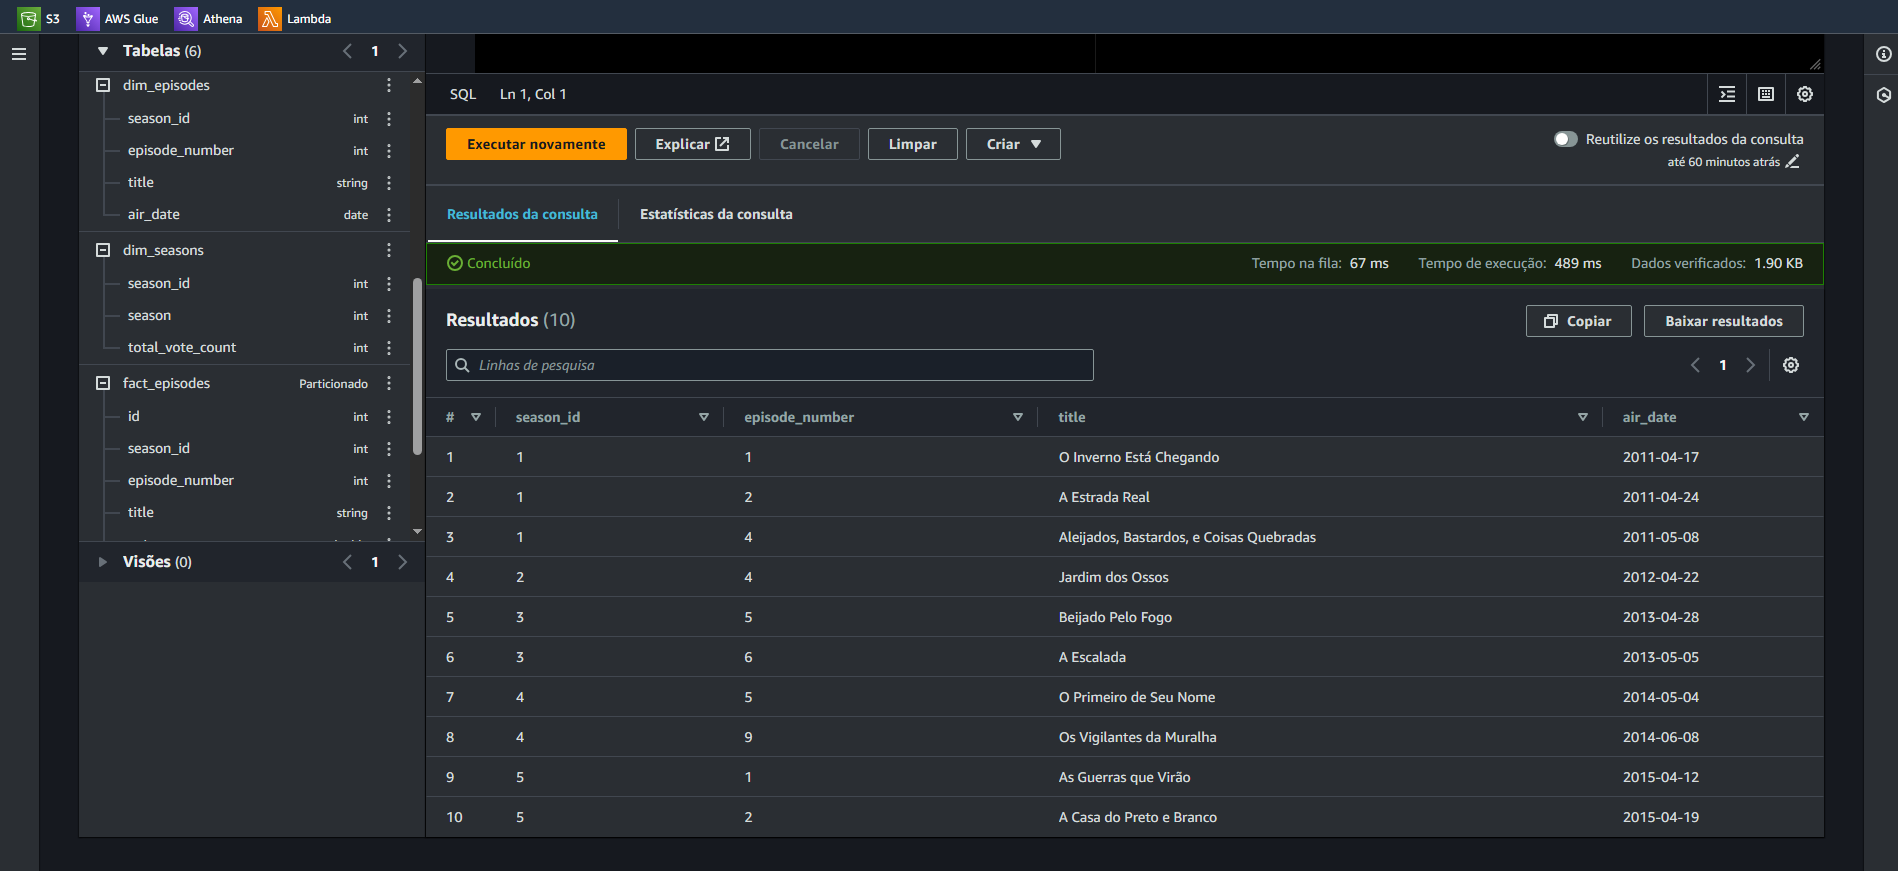 S3 AWS Glue Athena Lambda
Tabelas (6) 1
dim_episodes
season_id int
episode_number int
title string
air_date date
dim_seasons
season_id int
season int
total_vote_count int
fact_episodes Particionado
id int
season_id int
episode_number int
title string
Visões (0) 1
SQL Ln 1, Col 1
Executar novamente Explicar Cancelar Limpar Criar
Reutilize os resultados da consulta
até 60 minutos atrás
Resultados da consulta Estatísticas da consulta
Concluído Tempo na fila: 67 ms Tempo de execução: 489 ms Dados verificados: 1.90 KB
Resultados (10) Copiar Baixar resultados
Linhas de pesquisa 1
# season_id episode_number title air_date
1 1 1 O Inverno Está Chegando 2011-04-17
2 1 2 A Estrada Real 2011-04-24
3 1 4 Aleijados, Bastardos, e Coisas Quebradas 2011-05-08
4 2 4 Jardim dos Ossos 2012-04-22
5 3 5 Beijado Pelo Fogo 2013-04-28
6 3 6 A Escalada 2013-05-05
7 4 5 O Primeiro de Seu Nome 2014-05-04
8 4 9 Os Vigilantes da Muralha 2014-06-08
9 5 1 As Guerras que Virão 2015-04-12
10 5 2 A Casa do Preto e Branco 2015-04-19